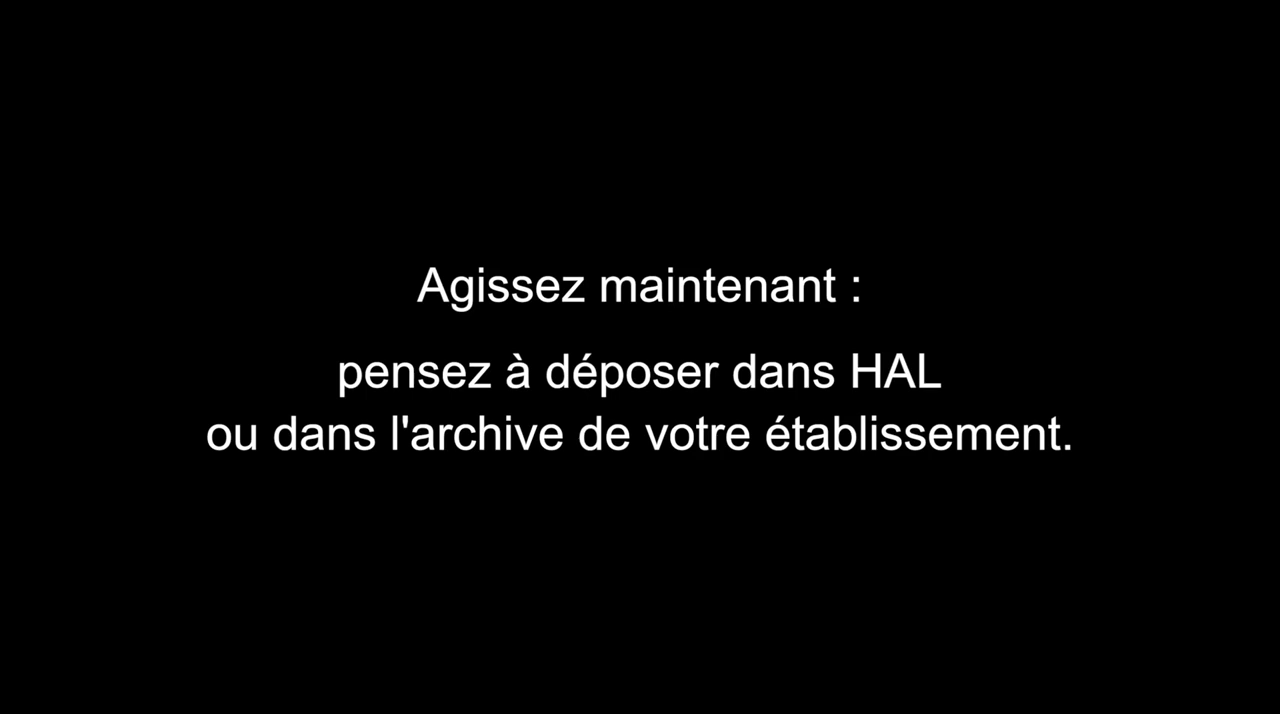 Agissez maintenant :
pensez à déposer dans HAL
ou dans l'archive de votre établissement.